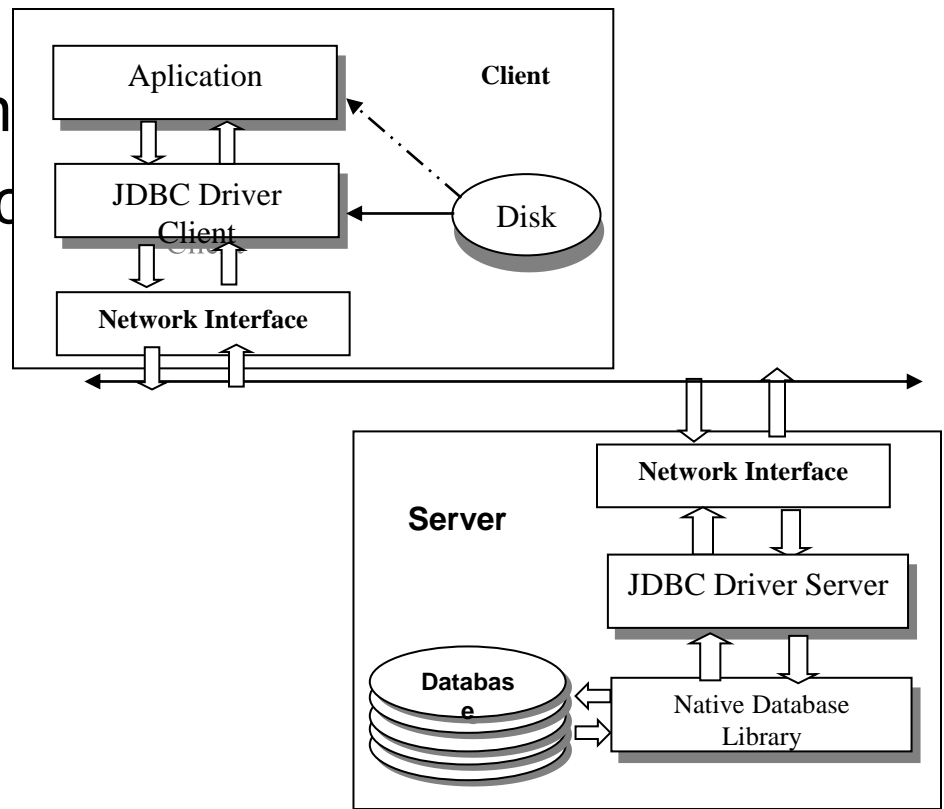 Aplication
Client
JDBC Driver
Client
Disk
Network Interface
Network Interface
Server
JDBC Driver Server
Databas
e
Native Database
Library